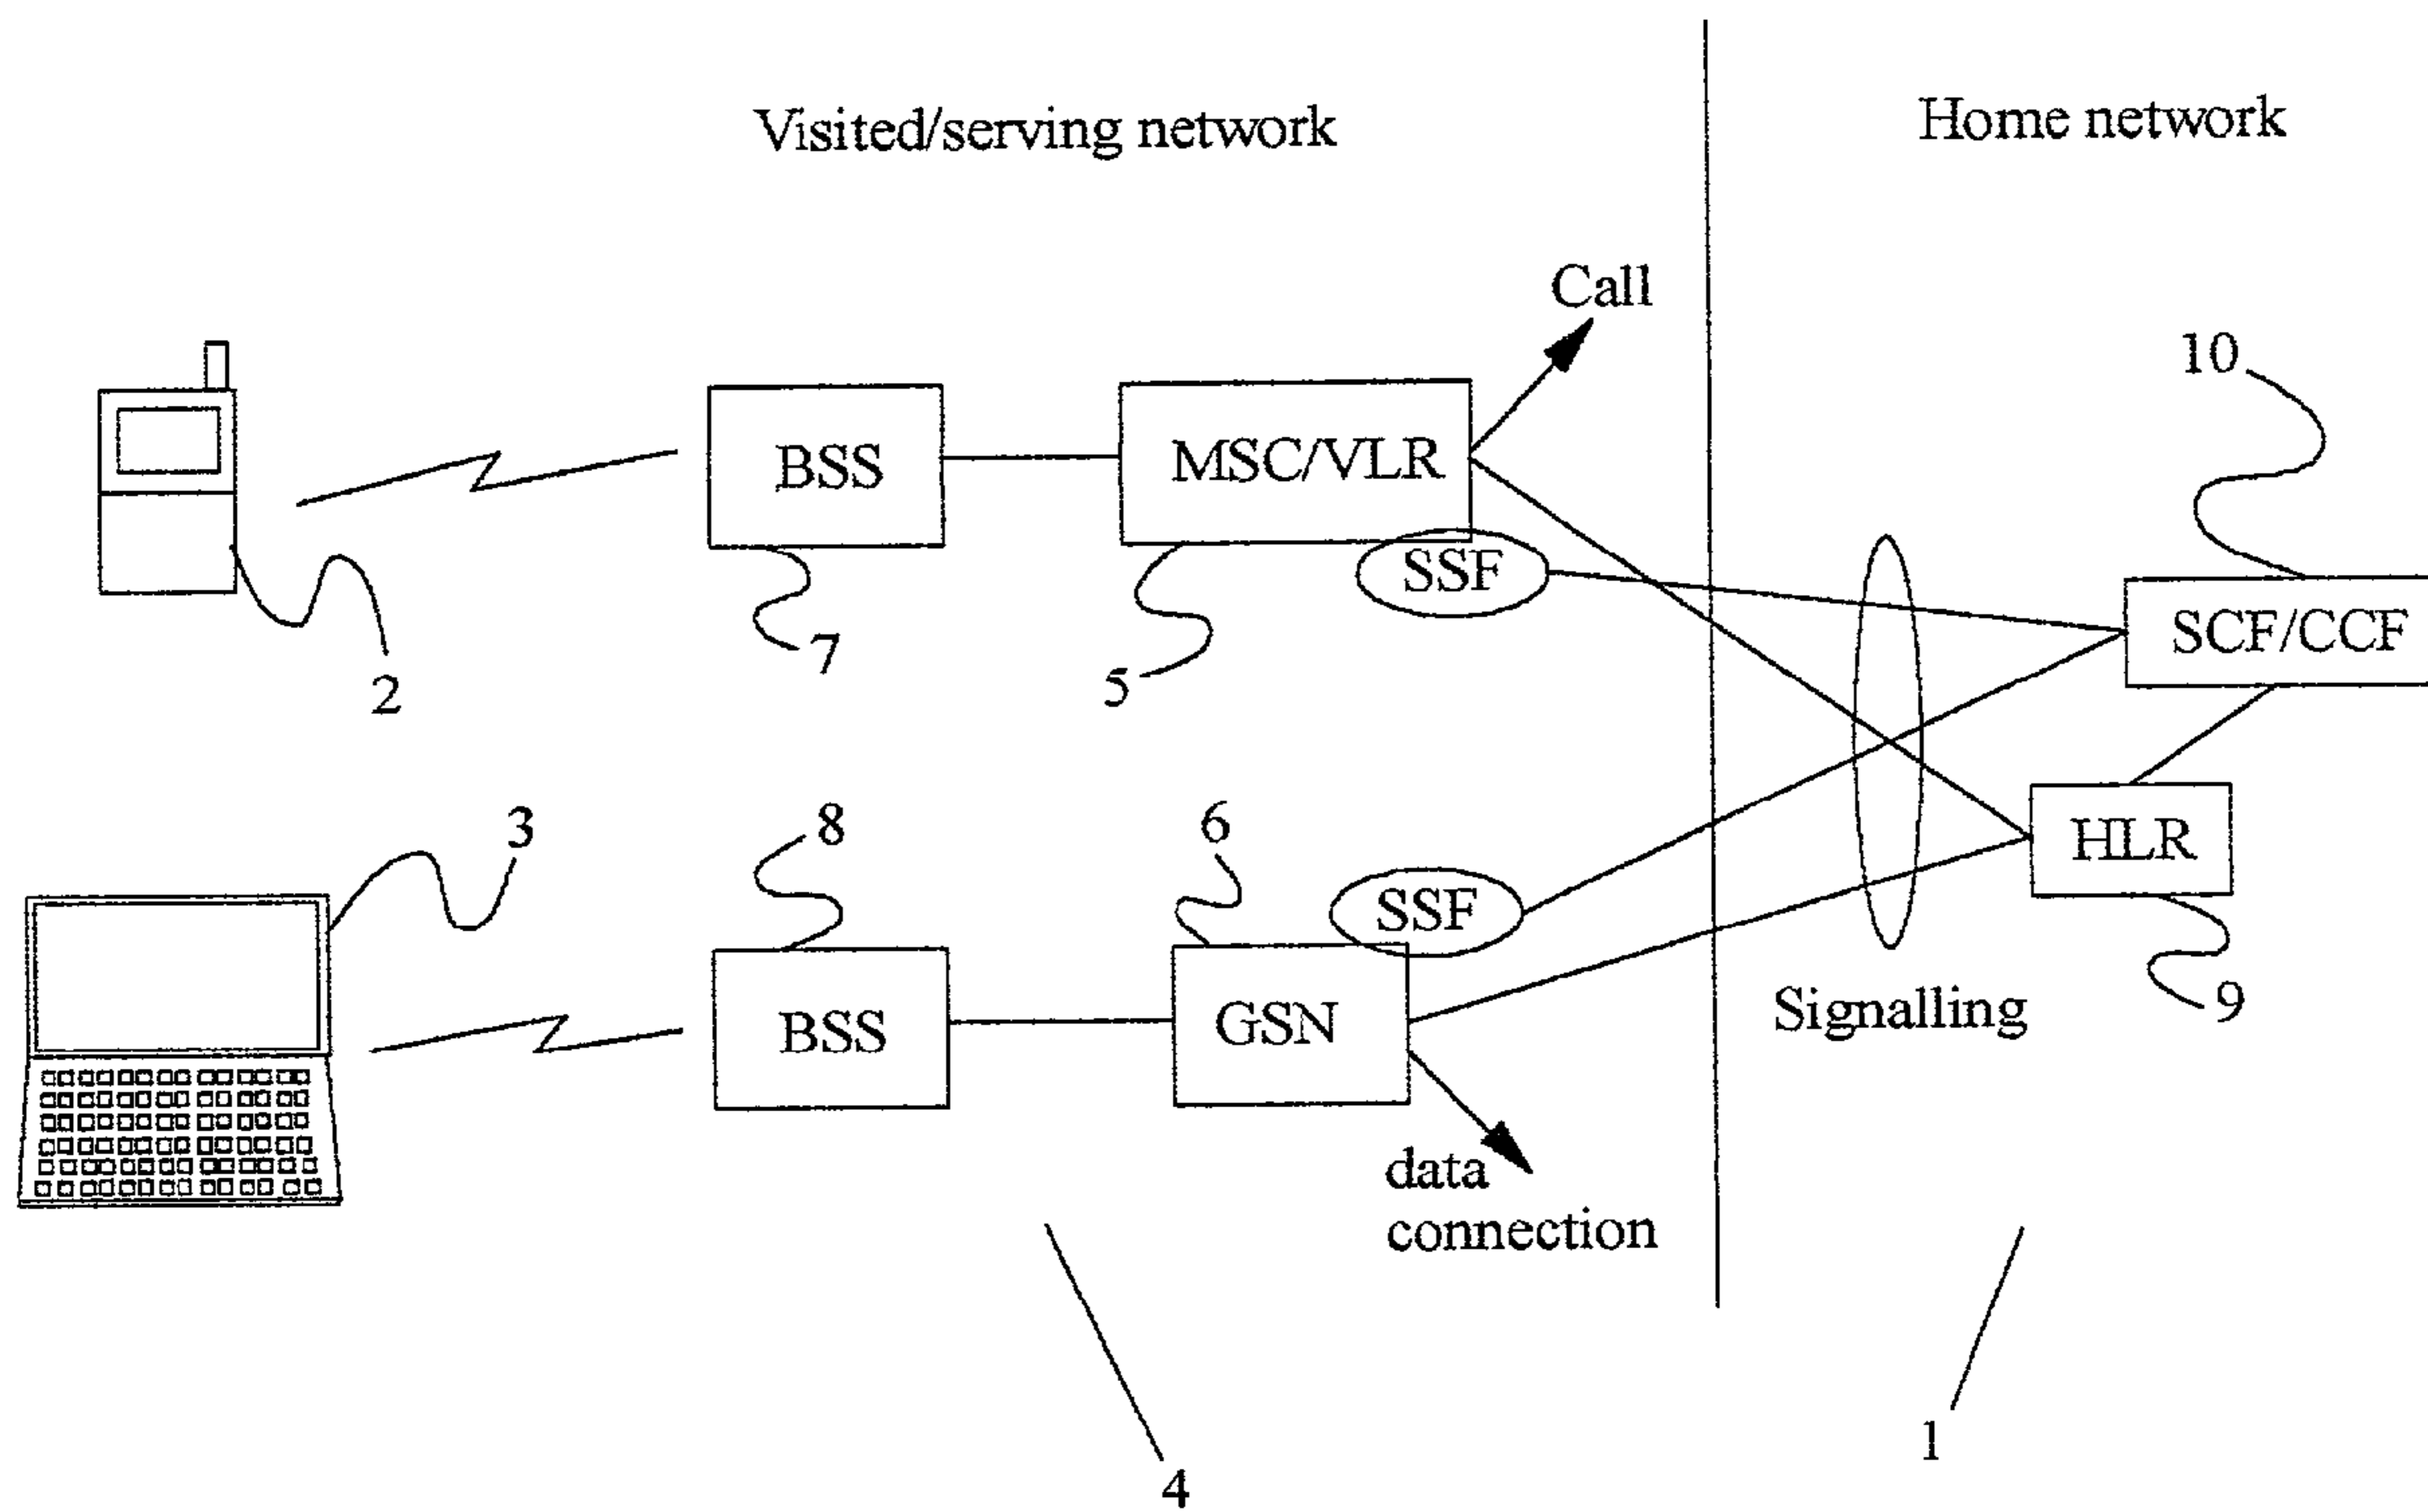 Visited/serving network
Home network
Call
10
BSS
MSC/VLR
SSF
SCF/CCF
7
5
2
3
8
6
HLR
SSF
GSN
BSS
Signalling
9
data
connection
1
4